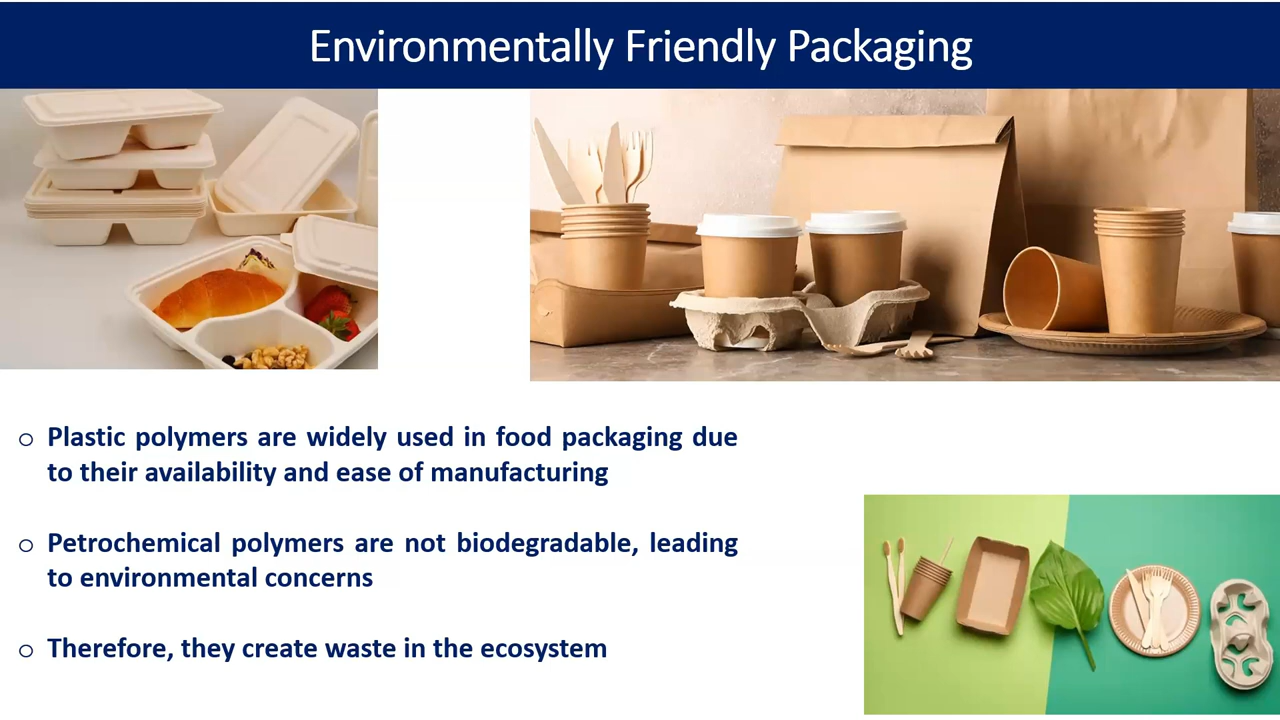 Environmentally Friendly Packaging
o Plastic polymers are widely used in food packaging due
to their availability and ease of manufacturing
o Petrochemical polymers are not biodegradable, leading
to environmental concerns
o Therefore, they create waste in the ecosystem